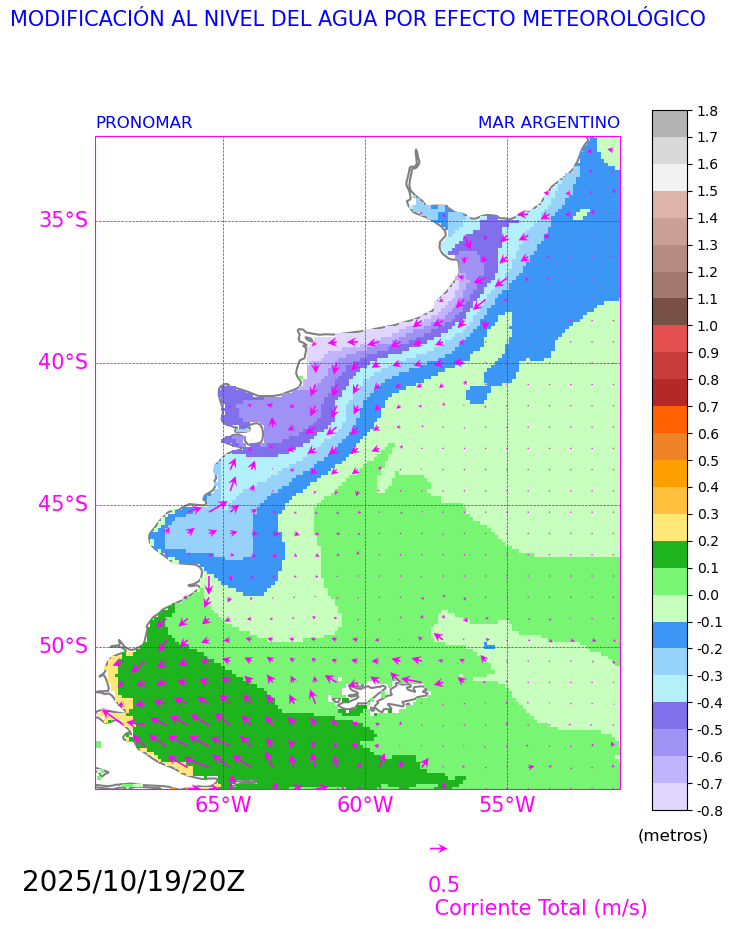 MODIFICACIÓN AL NIVEL DEL AGUA POR EFECTO METEOROLÓGICO
PRONOMAR
MAR ARGENTINO
35°S
40°S
45°S
50°S
65°W
60°W
55°W
1.8
1.7
1.6
1.5
1.4
1.3
1.2
1.1
1.0
0.9
0.8
0.7
0.6
0.5
0.4
0.3
0.2
0.1
0.0
-0.1
-0.2
-0.3
-0.4
-0.5
-0.6
-0.7
-0.8
(metros)
2025/10/19/20Z
0.5
Corriente Total (m/s)